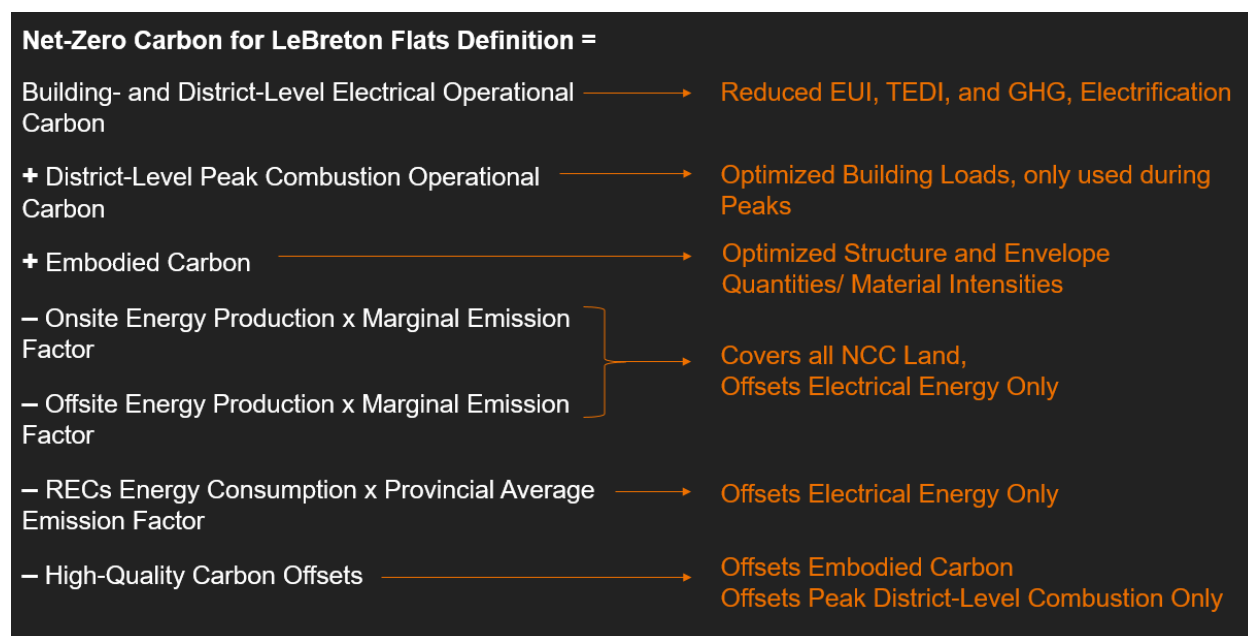 Net-Zero Carbon for LeBreton Flats Definition =
Building- and District-Level Electrical Operational
Carbon
Reduced EUI, TEDI, and GHG, Electrification
+ District-Level Peak Combustion Operational
Carbon
Optimized Building Loads, only used during
Peaks
+ Embodied Carbon
Optimized Structure and Envelope
Quantities/ Material Intensities
– Onsite Energy Production x Marginal Emission
Factor
– Offsite Energy Production x Marginal Emission
Factor
Covers all NCC Land,
Offsets Electrical Energy Only
– RECs Energy Consumption x Provincial Average
Emission Factor
Offsets Electrical Energy Only
– High-Quality Carbon Offsets
Offsets Embodied Carbon
Offsets Peak District-Level Combustion Only